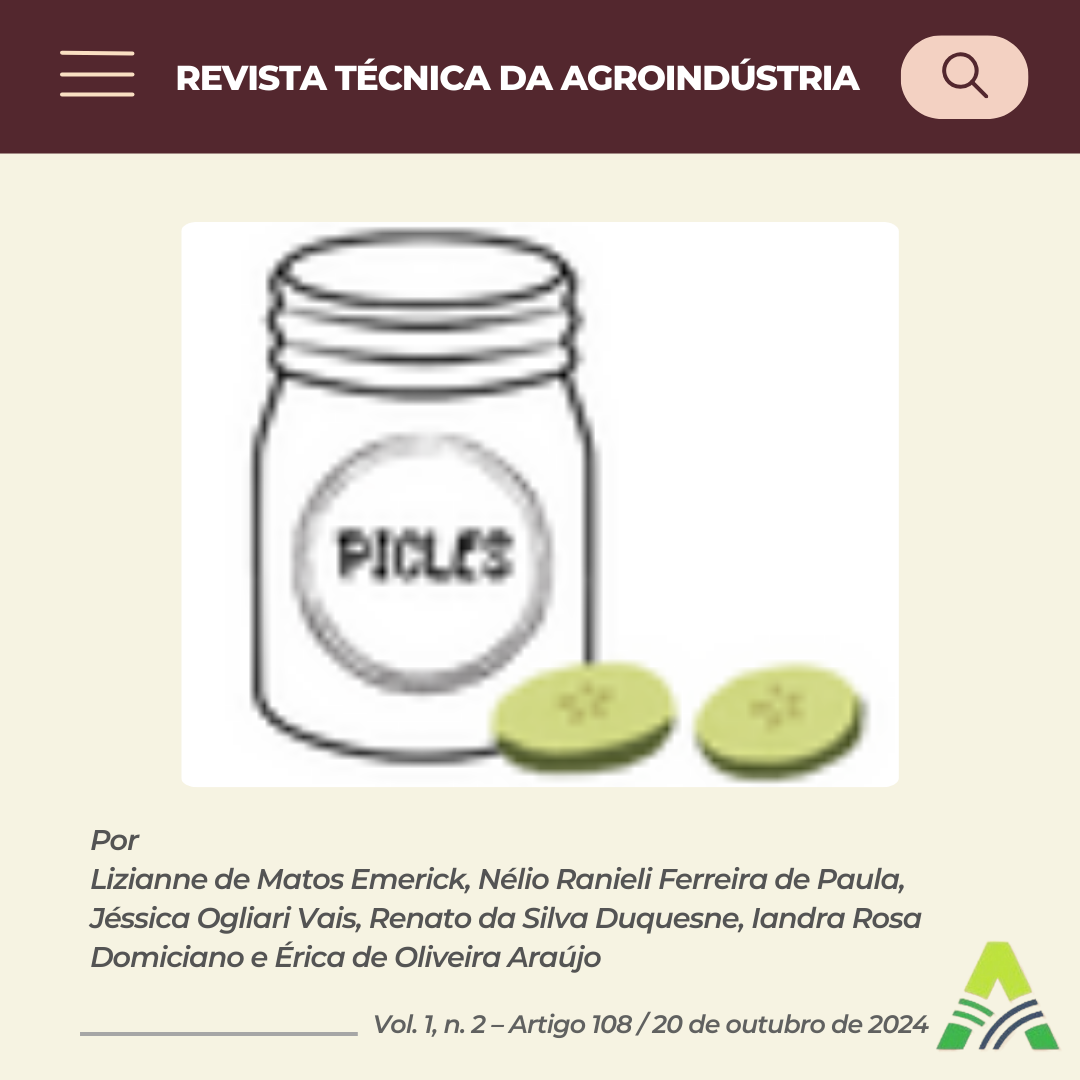 REVISTA TÉCNICA DA AGROINDÚSTRIA
PICLES
Por
Lizianne de Matos Emerick, Nélio Ranieli Ferreira de Paula,
Jéssica Ogliari Vais, Renato da Silva Duquesne, Iandra Rosa
Domiciano e Érica de Oliveira Araújo
Vol. 1, n. 2 – Artigo 108 / 20 de outubro de 2024